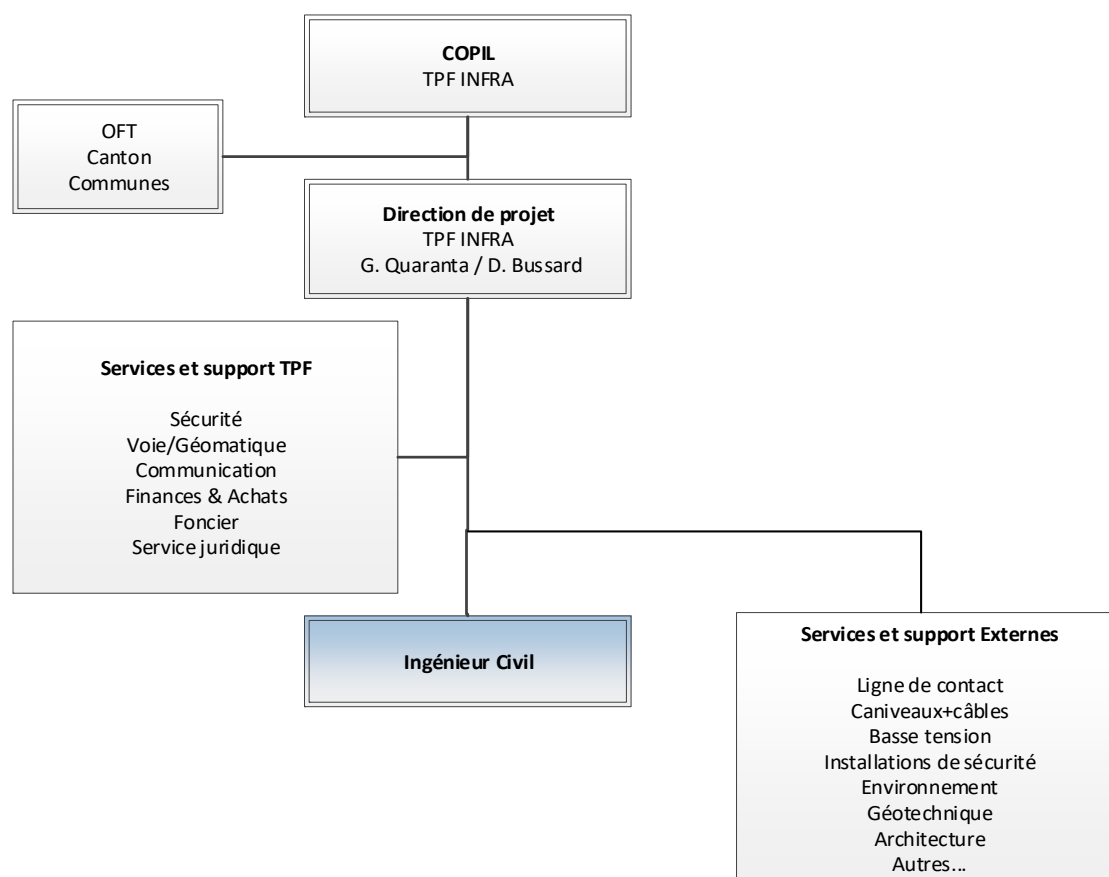 COPIL
TPF INFRA
OFT
Canton
Communes
Direction de projet
TPF INFRA
G. Quaranta / D. Bussard
Services et support TPF
Sécurité
Voie/Géomatique
Communication
Finances & Achats
Foncier
Service juridique
Ingénieur Civil
Services et support Externes
Ligne de contact
Caniveaux+câbles
Basse tension
Installations de sécurité
Environnement
Géotechnique
Architecture
Autres...